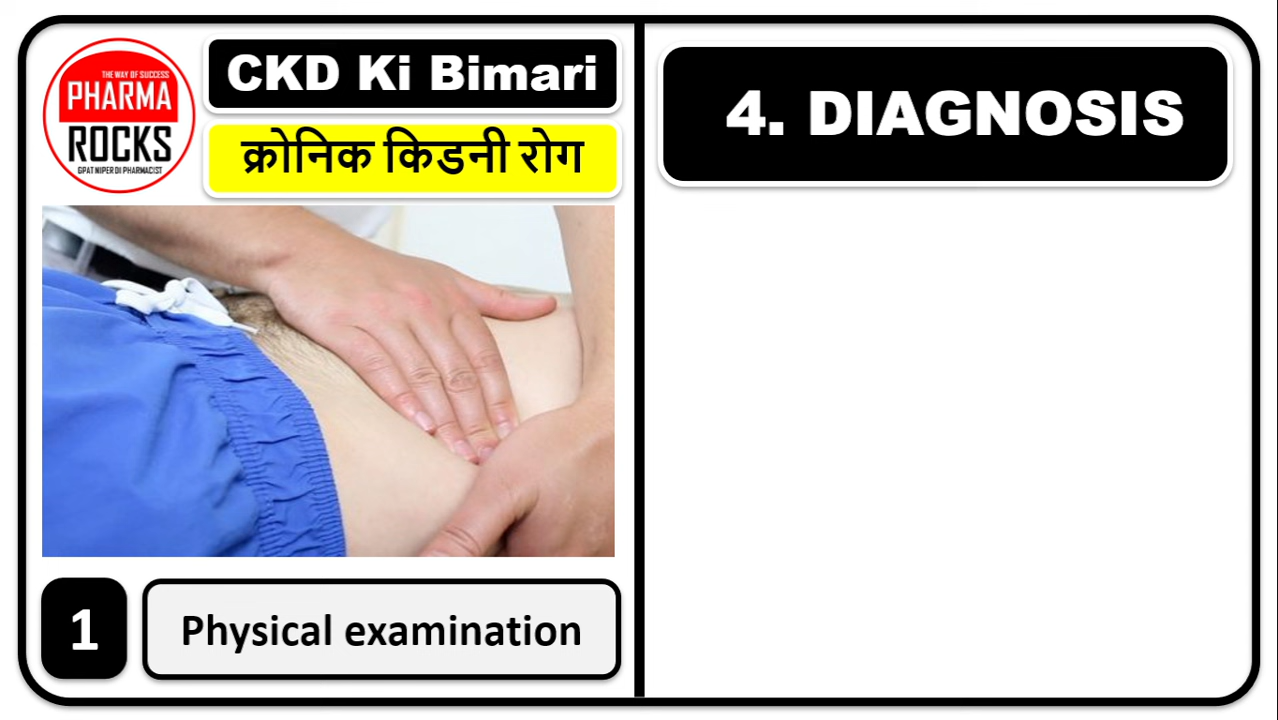 THE WAY OF SUCCESS
PHARMA
ROCKS
GPAT NIPER DI PHARMACIST
CKD Ki Bimari
क्रोनिक किडनी रोग
1
Physical examination
4. DIAGNOSIS